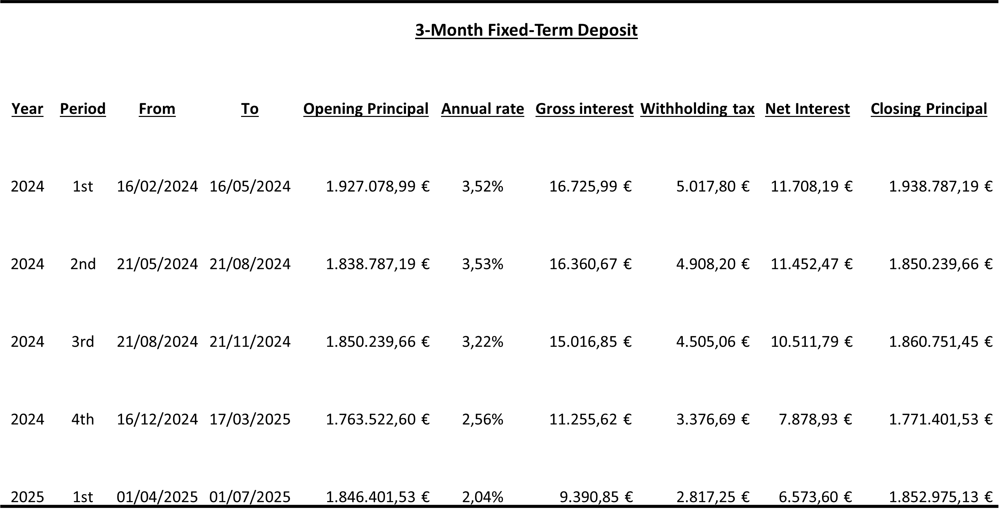 3-Month Fixed-Term Deposit
Year Period From To Opening Principal Annual rate Gross interest Withholding tax Net Interest Closing Principal
2024 1st 16/02/2024 16/05/2024 1.927.078,99 € 3,52% 16.725,99 € 5.017,80 € 11.708,19 € 1.938.787,19 €
2024 2nd 21/05/2024 21/08/2024 1.838.787,19 € 3,53% 16.360,67 € 4.908,20 € 11.452,47 € 1.850.239,66 €
2024 3rd 21/08/2024 21/11/2024 1.850.239,66 € 3,22% 15.016,85 € 4.505,06 € 10.511,79 € 1.860.751,45 €
2024 4th 16/12/2024 17/03/2025 1.763.522,60 € 2,56% 11.255,62 € 3.376,69 € 7.878,93 € 1.771.401,53 €
2025 1st 01/04/2025 01/07/2025 1.846.401,53 € 2,04% 9.390,85 € 2.817,25 € 6.573,60 € 1.852.975,13 €